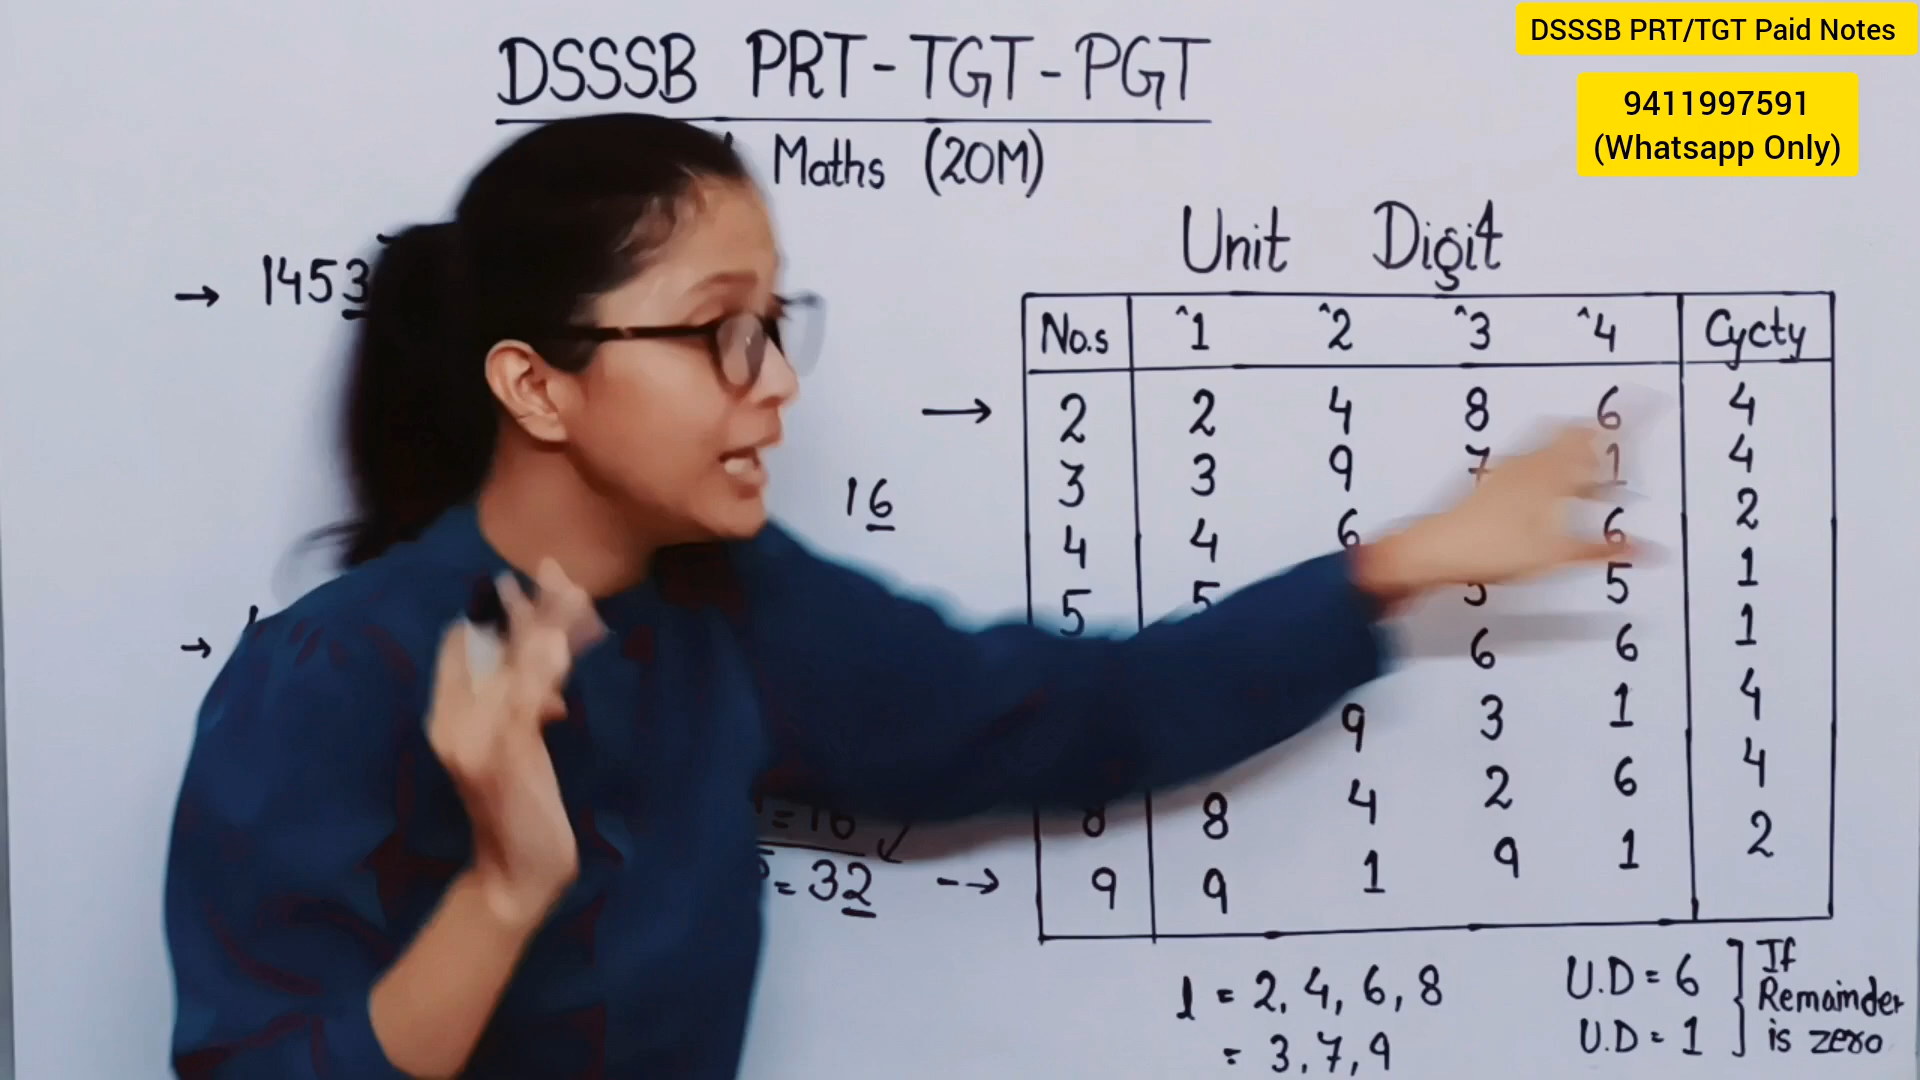 DSSSB PRT/TGT Paid Notes
9411997591
(Whatsapp Only)
DSSSB PRT-TGT-PGT
Maths (20M)
Unit Digit
→ 1453
No.s ^1 ^2 ^3 ^4 Cycty
→ 2 2 4 8 6 4
3 3 9 7 1 4
16
4 4 6 6 2
5 5 5 5 1
→
6 6 1
9 3 1 4
8 8 4 2 6 4
=16
= 32 --→
9 9 1 9 1 2
1 = 2, 4, 6, 8
= 3, 7, 9
U.D = 6
U.D = 1
If
Remainder
is zero